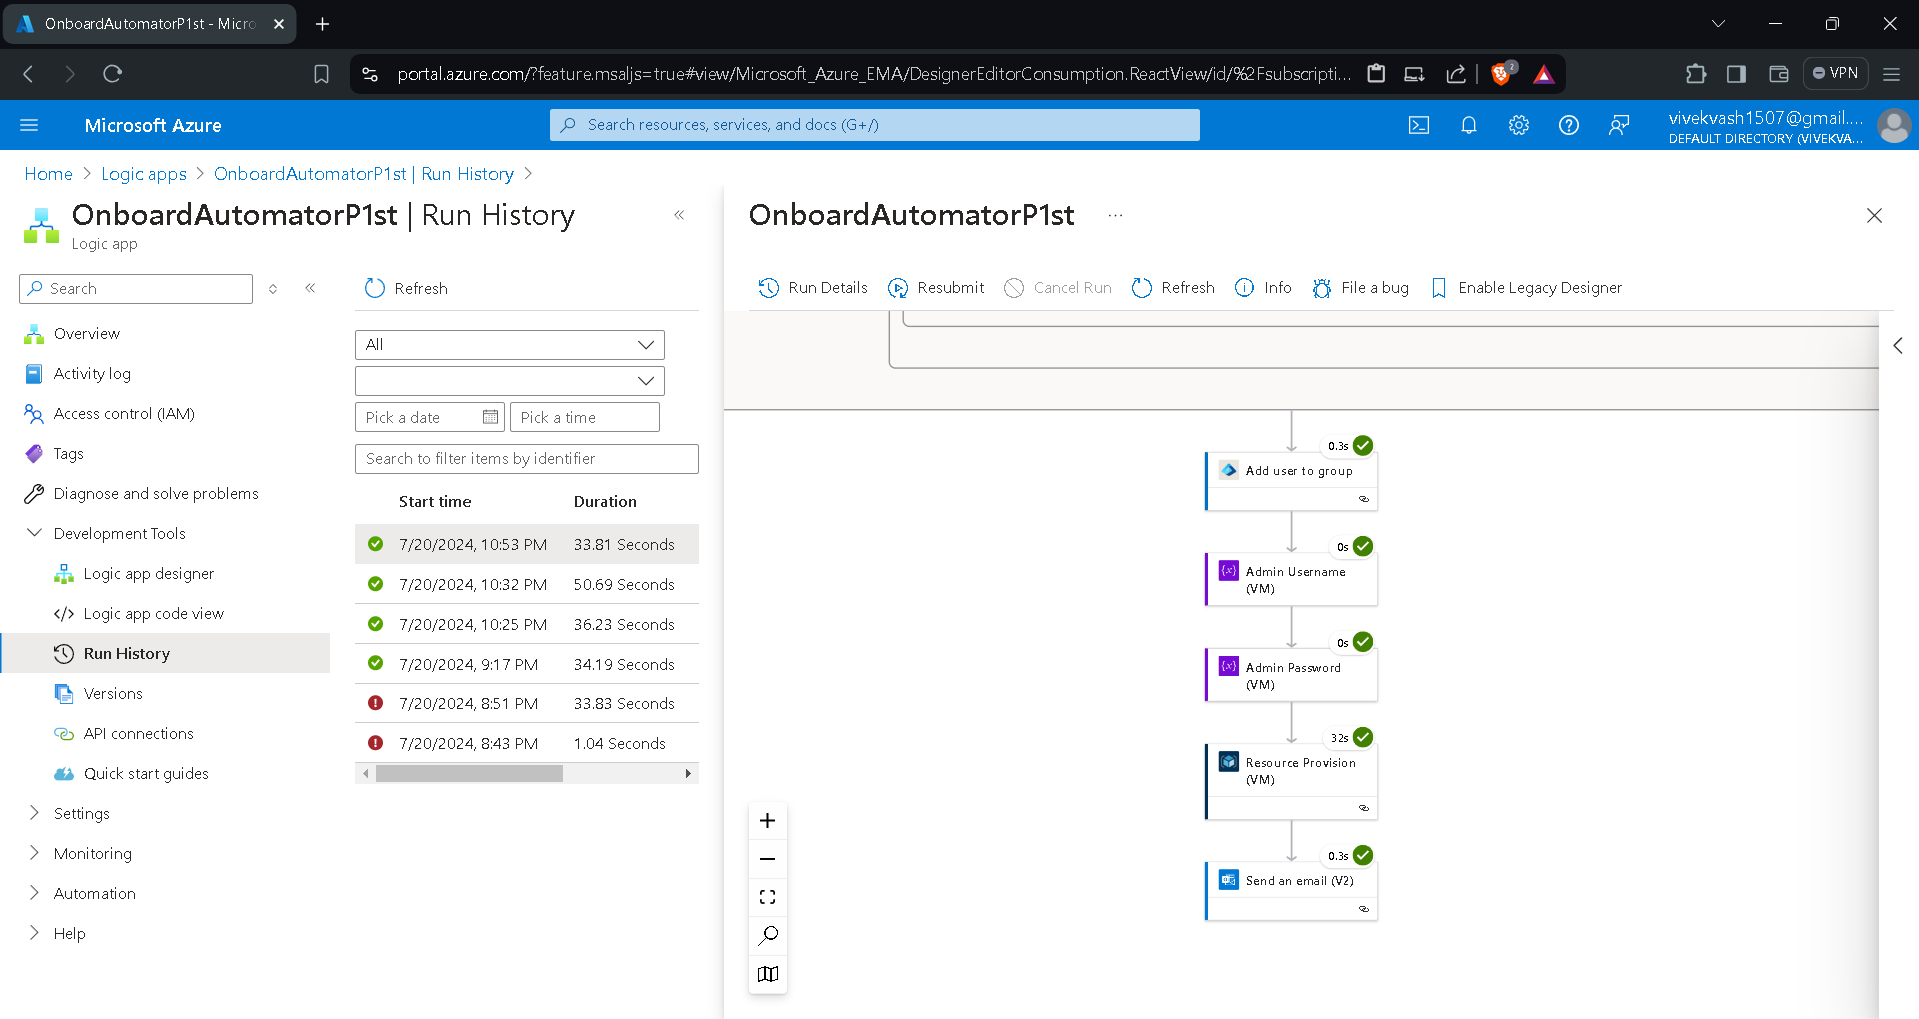 OnboardAutomatorP1st - Micro
portal.azure.com/?feature.msaljs=true#view/Microsoft_Azure_EMA/DesignerEditorConsumption.ReactView/id/%2Fsubscripti...
2
VPN
Microsoft Azure
Search resources, services, and docs (G+/)
vivekvash1507@gmail....
DEFAULT DIRECTORY (VIVEKVA...
Home > Logic apps > OnboardAutomatorP1st | Run History >
OnboardAutomatorP1st | Run History
Logic app
Search
Overview
Activity log
Access control (IAM)
Tags
Diagnose and solve problems
Development Tools
Logic app designer
Logic app code view
Run History
Versions
API connections
Quick start guides
Settings
Monitoring
Automation
Help
Refresh
All
Pick a date
Pick a time
Search to filter items by identifier
Start time Duration
7/20/2024, 10:53 PM 33.81 Seconds
7/20/2024, 10:32 PM 50.69 Seconds
7/20/2024, 10:25 PM 36.23 Seconds
7/20/2024, 9:17 PM 34.19 Seconds
7/20/2024, 8:51 PM 33.83 Seconds
7/20/2024, 8:43 PM 1.04 Seconds
OnboardAutomatorP1st ...
Run Details Resubmit Cancel Run Refresh Info File a bug Enable Legacy Designer
0.3s
Add user to group
0s
Admin Username
(VM)
0s
Admin Password
(VM)
32s
Resource Provision
(VM)
0.3s
Send an email (V2)